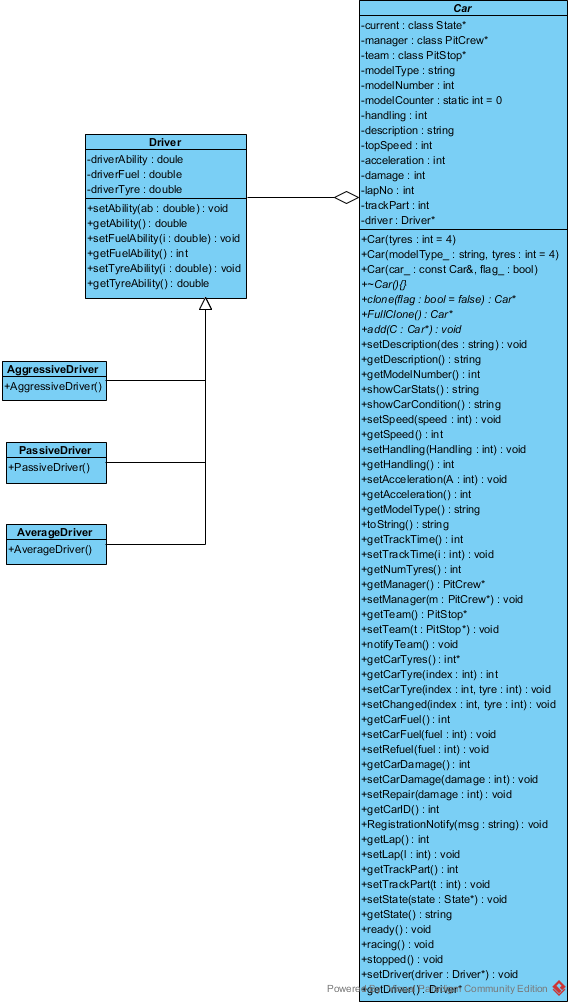 Car
-current : class State*
-manager : class PitCrew*
-team : class PitStop*
-modelType : string
-modelNumber : int
-modelCounter : static int = 0
-handling : int
-description : string
-topSpeed : int
-acceleration : int
-damage : int
-lapNo : int
-trackPart : int
-driver : Driver*
+Car(tyres : int = 4)
+Car(modelType_ : string, tyres : int = 4)
+Car(car_ : const Car&, flag_ : bool)
+~Car(){}
+clone(flag : bool = false) : Car*
+FullClone() : Car*
+add(C : Car*) : void
+setDescription(des : string) : void
+getDescription() : string
+getModelNumber() : int
+showCarStats() : string
+showCarCondition() : string
+setSpeed(speed : int) : void
+getSpeed() : int
+setHandling(Handling : int) : void
+getHandling() : int
+setAcceleration(A : int) : void
+getAcceleration() : int
+getModelType() : string
+toString() : string
+getTrackTime() : int
+setTrackTime(i : int) : void
+getNumTyres() : int
+getManager() : PitCrew*
+setManager(m : PitCrew*) : void
+getTeam() : PitStop*
+setTeam(t : PitStop*) : void
+notifyTeam() : void
+getCarTyres() : int*
+getCarTyre(index : int) : int
+setCarTyre(index : int, tyre : int) : void
+setChanged(index : int, tyre : int) : void
+getCarFuel() : int
+setCarFuel(fuel : int) : void
+setRefuel(fuel : int) : void
+getCarDamage() : int
+setCarDamage(damage : int) : void
+setRepair(damage : int) : void
+getCarID() : int
+RegistrationNotify(msg : string) : void
+getLap() : int
+setLap(l : int) : void
+getTrackPart() : int
+setTrackPart(t : int) : void
+setState(state : State*) : void
+getState() : string
+ready() : void
+racing() : void
+stopped() : void
+setDriver(driver : Driver*) : void
+getDriver() : Driver*
Driver
-driverAbility : doule
-driverFuel : double
-driverTyre : double
+setAbility(ab : double) : void
+getAbility() : double
+setFuelAbility(i : double) : void
+getFuelAbility() : int
+setTyreAbility(i : double) : void
+getTyreAbility() : double
AggressiveDriver
+AggressiveDriver()
PassiveDriver
+PassiveDriver()
AverageDriver
+AverageDriver()
Powered Community Edition